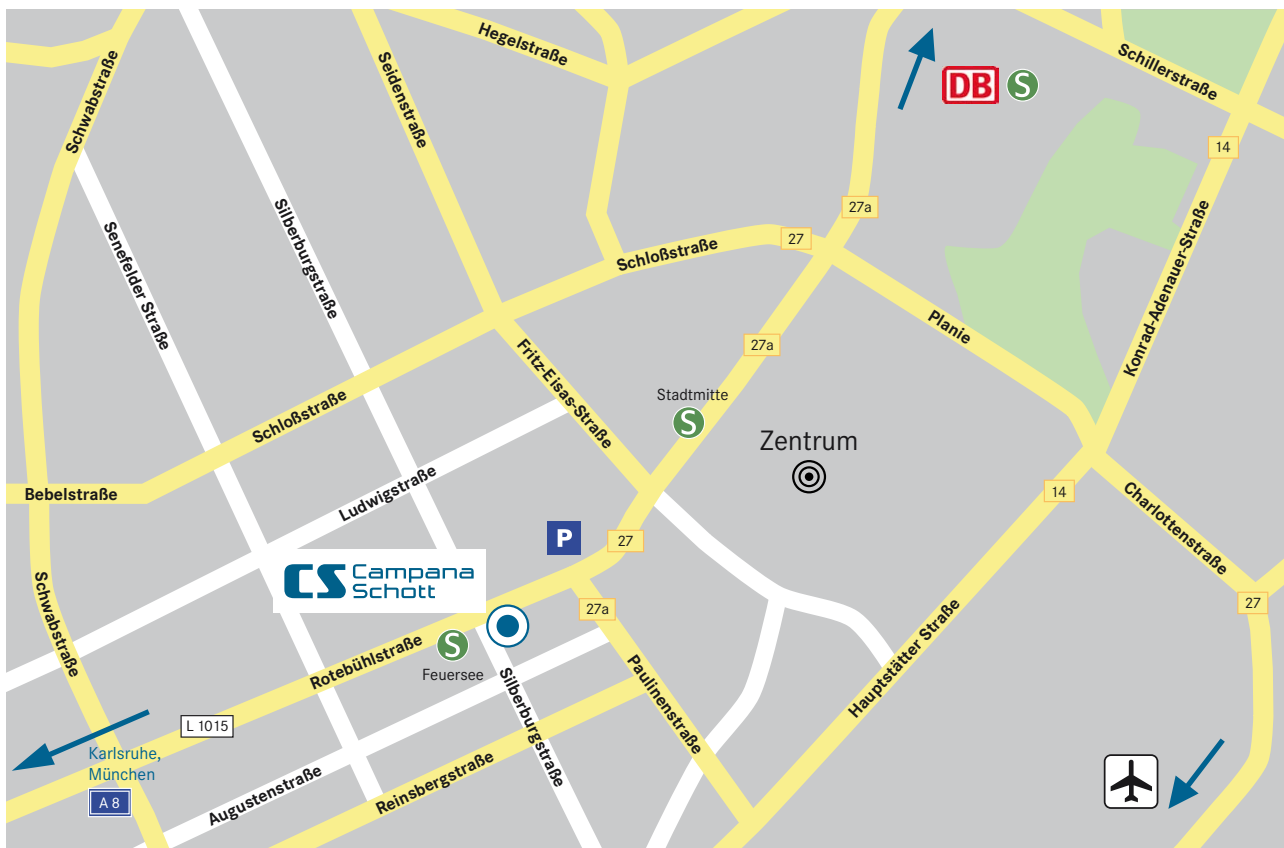 Hegelstraße
Schillerstraße
DB
S
Schwabstraße
Seidenstraße
14
27a
Senefelder Straße
Silberburgstraße
Schloßstraße
27
Konrad-Adenauer-Straße
Planie
27a
Fritz-Eisas-Straße
Stadtmitte
S
Schloßstraße
Zentrum
Bebelstraße
Ludwigstraße
14
Charlottenstraße
P
27
CS Campana
Schott
27a
27
Schwabstraße
Rotebühlstraße
S
Feuersee
Hauptstätter Straße
Paulinenstraße
Silberburgstraße
L 1015
Karlsruhe,
München
A 8
Augustenstraße
Reinsbergstraße